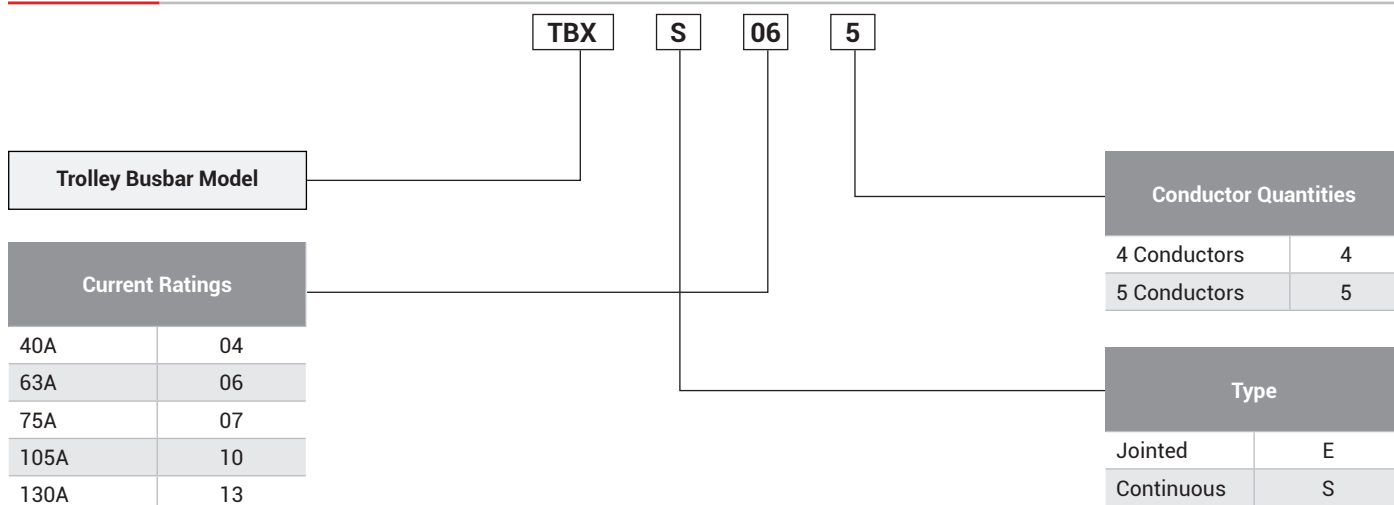 TBX S 06 5
Trolley Busbar Model
Current Ratings
40A 04
63A 06
75A 07
105A 10
130A 13
Conductor Quantities
4 Conductors 4
5 Conductors 5
Type
Jointed E
Continuous S